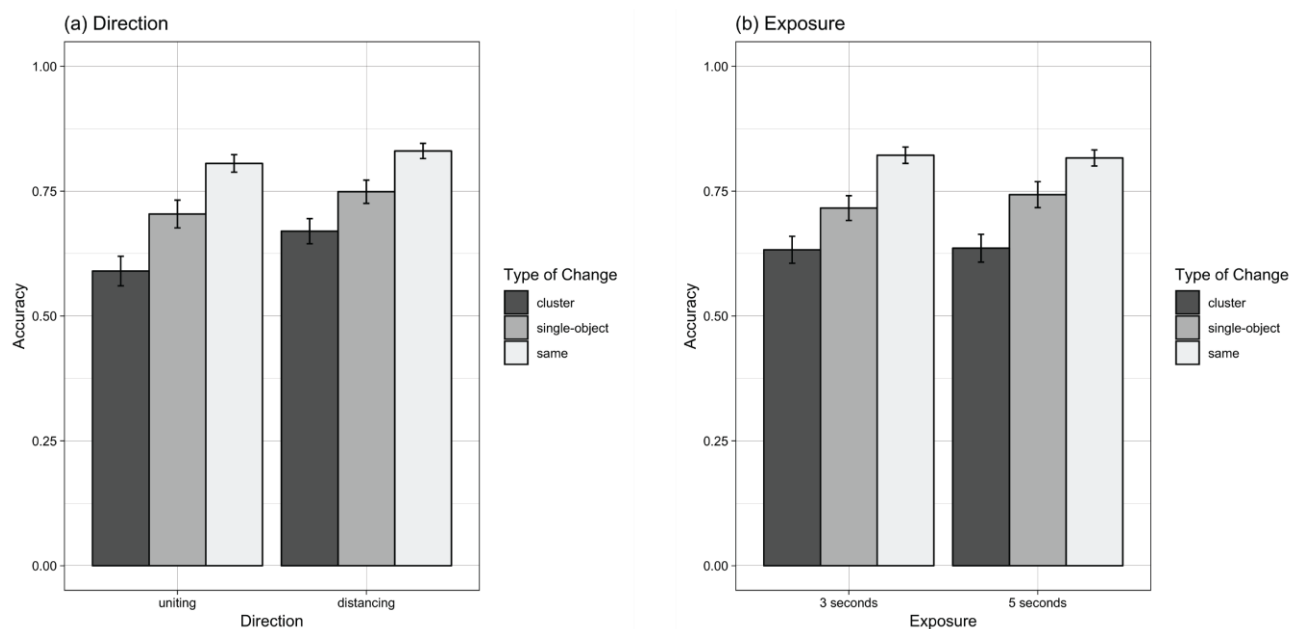 (a) Direction
1.00
0.75
0.50
0.25
0.00
Accuracy
uniting distancing
Direction
Type of Change
cluster
single-object
same
(b) Exposure
1.00
0.75
0.50
0.25
0.00
Accuracy
3 seconds 5 seconds
Exposure
Type of Change
cluster
single-object
same